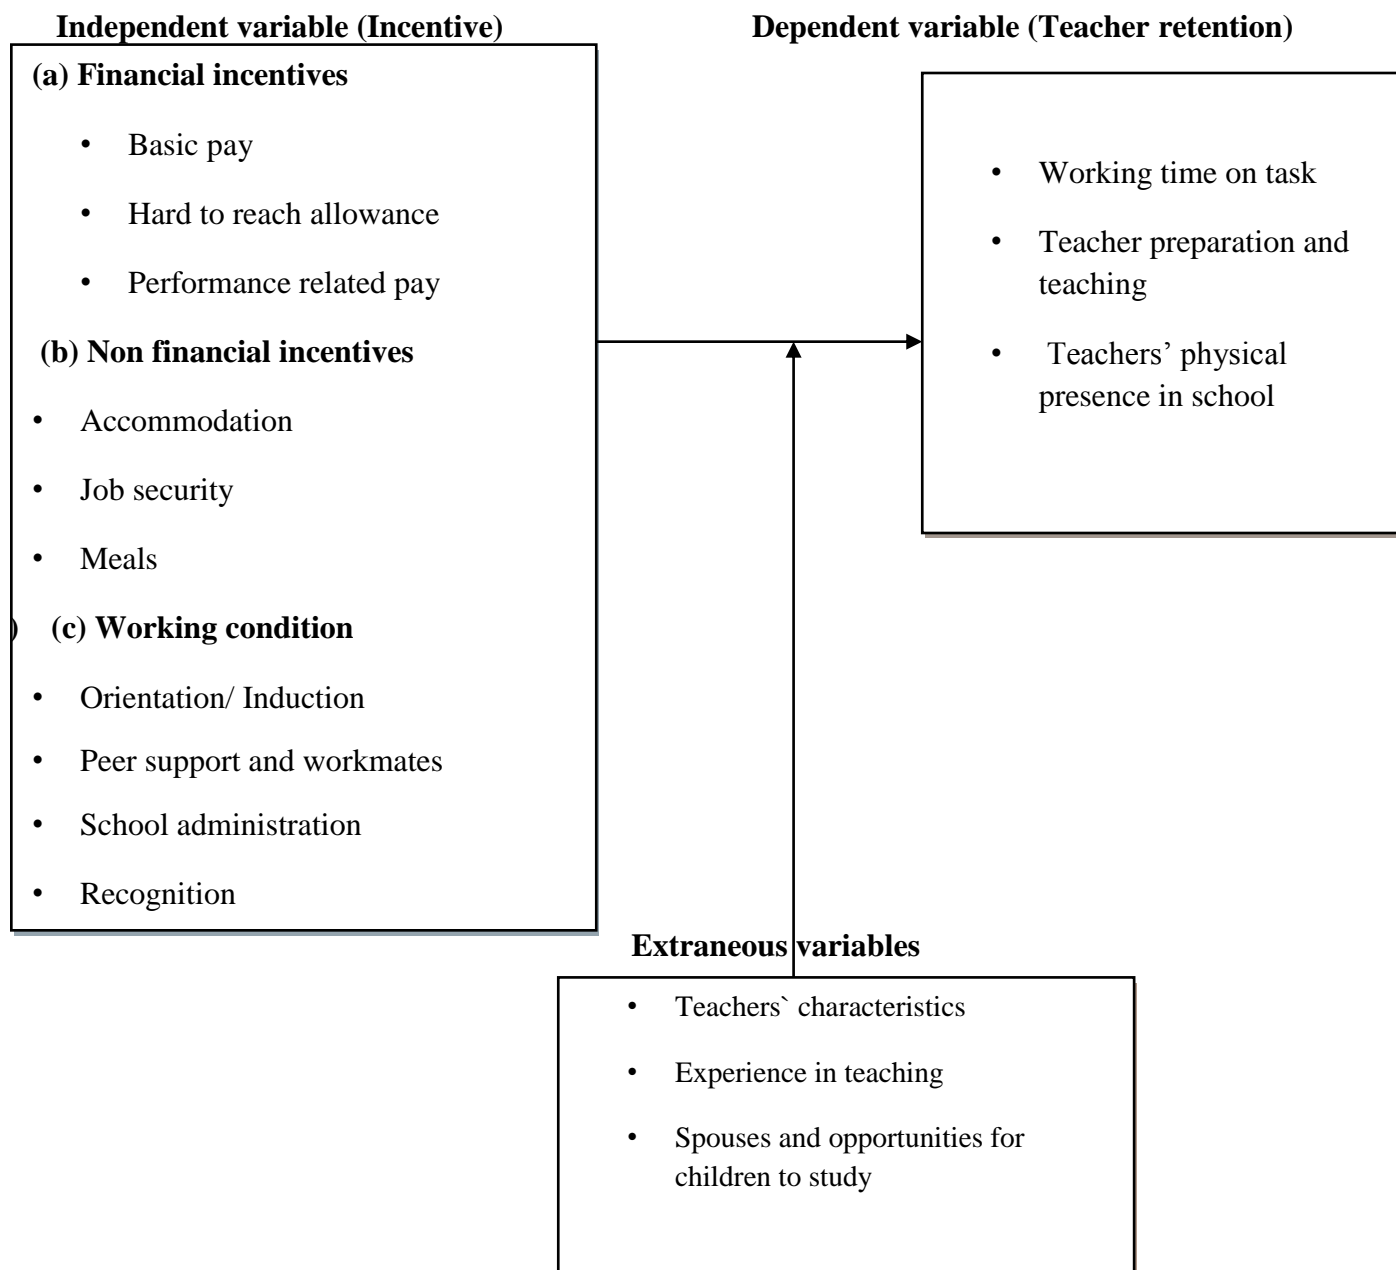 Independent variable (Incentive)
Dependent variable (Teacher retention)
(a) Financial incentives
• Basic pay
• Hard to reach allowance
• Performance related pay
(b) Non financial incentives
• Accommodation
• Job security
• Meals
) (c) Working condition
• Orientation/ Induction
• Peer support and workmates
• School administration
• Recognition
• Working time on task
• Teacher preparation and
teaching
• Teachers’ physical
presence in school
Extraneous variables
• Teachers` characteristics
• Experience in teaching
• Spouses and opportunities for
children to study